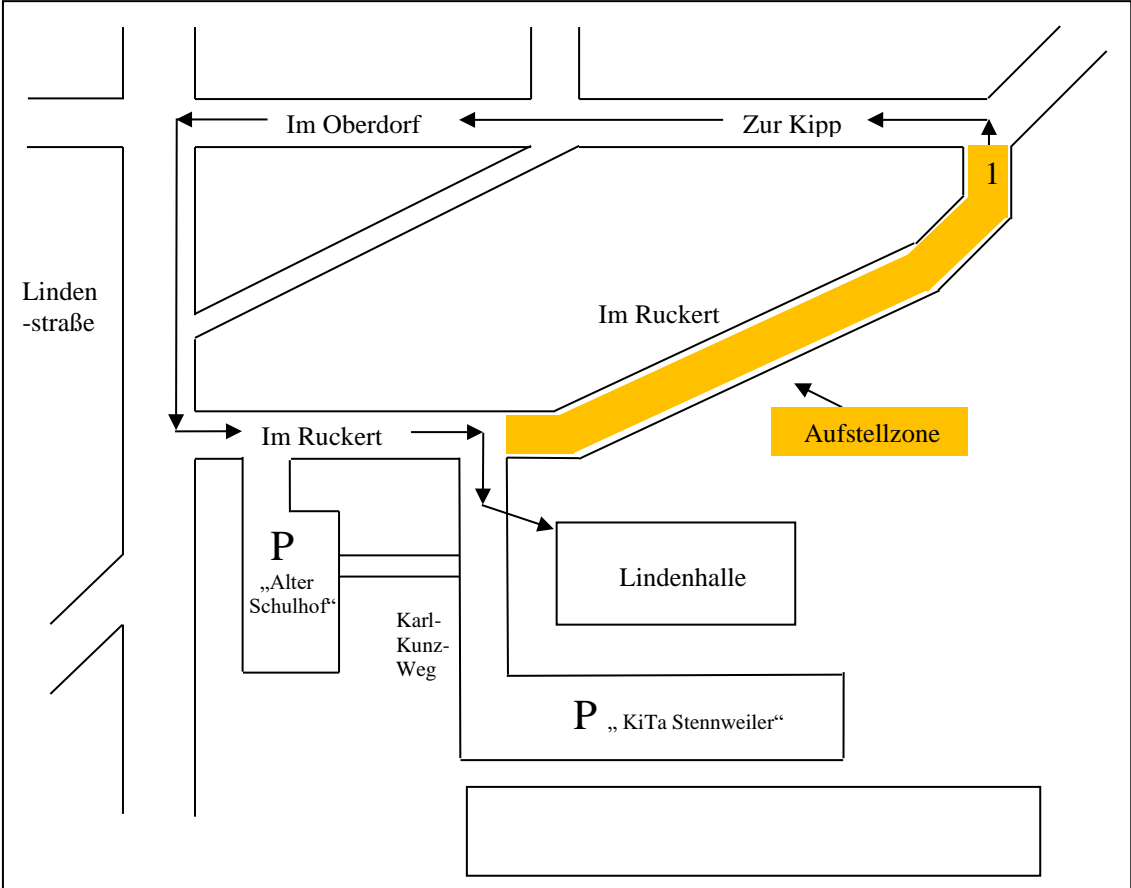 Im Oberdorf
Zur Kipp
1
Linden
-straße
Im Ruckert
Aufstellzone
Im Ruckert
P
„Alter
Schulhof“
Lindenhalle
Karl-
Kunz-
Weg
P „ KiTa Stennweiler“